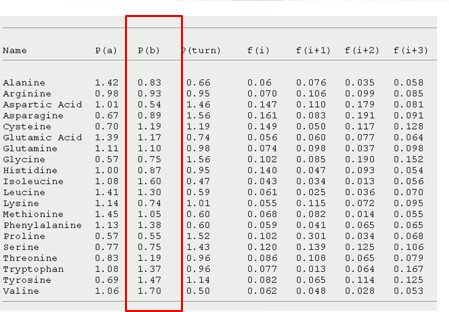 Name P(a) P(b) P(turn) f(i) f(i+1) f(i+2) f(i+3)
Alanine 1.42 0.83 0.66 0.06 0.076 0.035 0.058
Arginine 0.98 0.93 0.95 0.070 0.106 0.099 0.085
Aspartic Acid 1.01 0.54 1.46 0.147 0.110 0.179 0.081
Asparagine 0.67 0.89 1.56 0.161 0.083 0.191 0.091
Cysteine 0.70 1.19 1.19 0.149 0.050 0.117 0.128
Glutamic Acid 1.39 1.17 0.74 0.056 0.060 0.077 0.064
Glutamine 1.11 1.10 0.98 0.074 0.098 0.037 0.098
Glycine 0.57 0.75 1.56 0.102 0.085 0.190 0.152
Histidine 1.00 0.87 0.95 0.140 0.047 0.093 0.054
Isoleucine 1.08 1.60 0.47 0.043 0.034 0.013 0.056
Leucine 1.41 1.30 0.59 0.061 0.025 0.036 0.070
Lysine 1.14 0.74 1.01 0.055 0.115 0.072 0.095
Methionine 1.45 1.05 0.60 0.068 0.082 0.014 0.055
Phenylalanine 1.13 1.38 0.60 0.059 0.041 0.065 0.065
Proline 0.57 0.55 1.52 0.102 0.301 0.034 0.068
Serine 0.77 0.75 1.43 0.120 0.139 0.125 0.106
Threonine 0.83 1.19 0.96 0.086 0.108 0.065 0.079
Tryptophan 1.08 1.37 0.96 0.077 0.013 0.064 0.167
Tyrosine 0.69 1.47 1.14 0.082 0.065 0.114 0.125
Valine 1.06 1.70 0.50 0.062 0.048 0.028 0.053